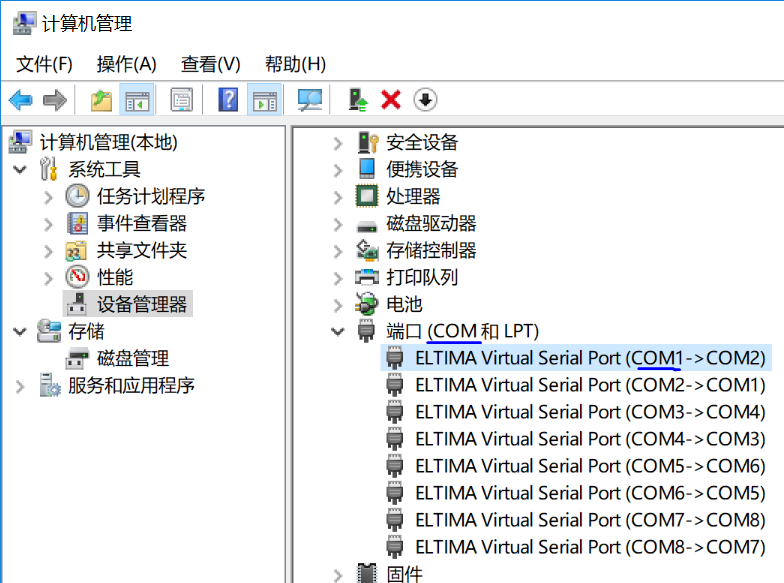 计算机管理
文件(F) 操作(A) 查看(V) 帮助(H)
计算机管理(本地)
系统工具
任务计划程序
事件查看器
共享文件夹
性能
设备管理器
存储
磁盘管理
服务和应用程序
安全设备
便携设备
处理器
磁盘驱动器
存储控制器
打印队列
电池
端口 (COM 和 LPT)
ELTIMA Virtual Serial Port (COM1->COM2)
ELTIMA Virtual Serial Port (COM2->COM1)
ELTIMA Virtual Serial Port (COM3->COM4)
ELTIMA Virtual Serial Port (COM4->COM3)
ELTIMA Virtual Serial Port (COM5->COM6)
ELTIMA Virtual Serial Port (COM6->COM5)
ELTIMA Virtual Serial Port (COM7->COM8)
ELTIMA Virtual Serial Port (COM8->COM7)
固件